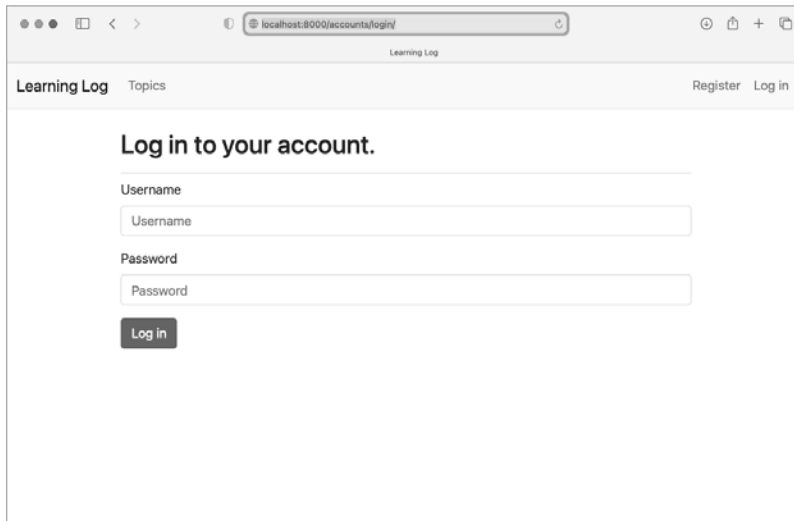 localhost:8000/accounts/login/
Learning Log
Learning Log Topics Register Log in
Log in to your account.
Username
Username
Password
Password
Log in